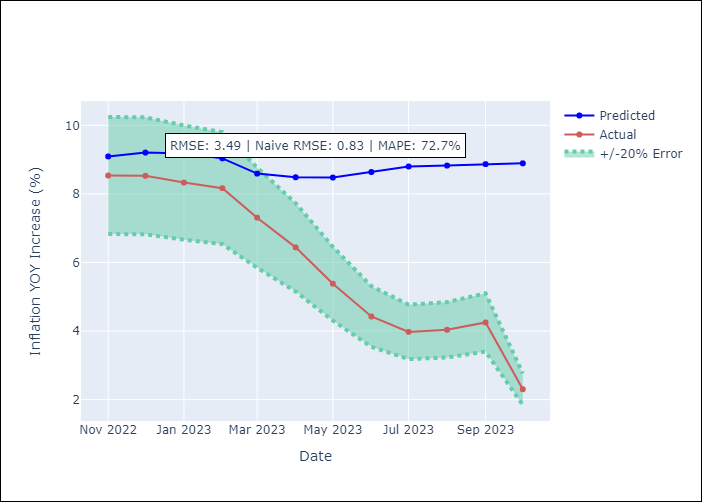 RMSE: 3.49 | Naive RMSE: 0.83 | MAPE: 72.7%
Predicted
Actual
+/-20% Error
Inflation YOY Increase (%)
10
8
6
4
2
Nov 2022
Jan 2023
Mar 2023
May 2023
Jul 2023
Sep 2023
Date